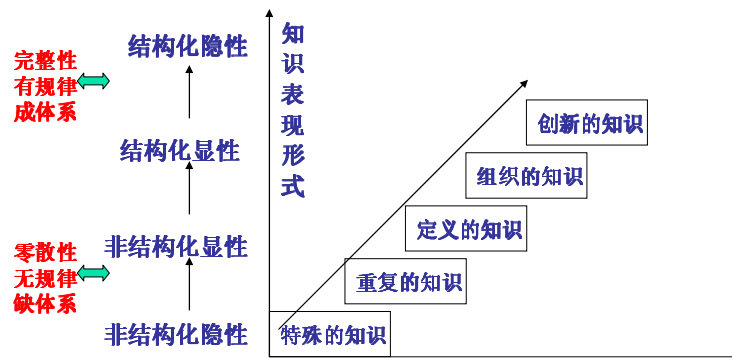 完整性
有规律
成体系
零散性
无规律
缺体系
结构化隐性
结构化显性
非结构化显性
非结构化隐性
知识表现形式
创新的知识
组织的知识
定义的知识
重复的知识
特殊的知识